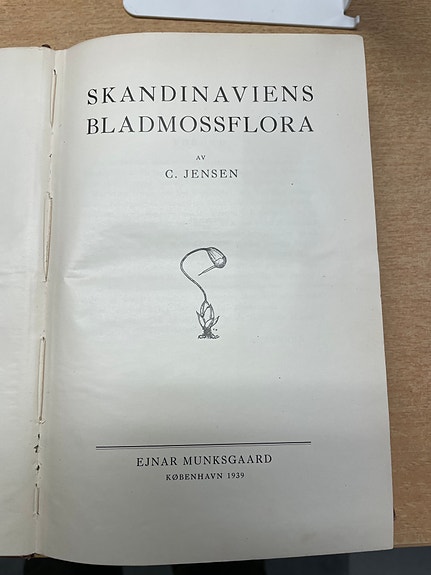 SKANDINAVIENS
BLADMOSSFLORA
AV
C. JENSEN
EJNAR MUNKSGAARD
KØBENHAVN 1939